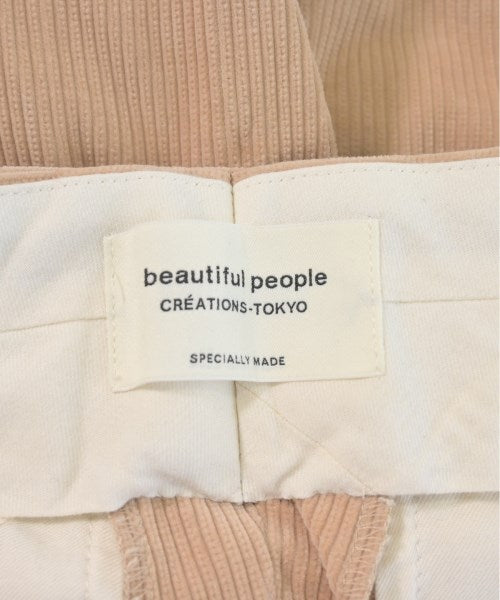 beautiful people
CRÉATIONS-TOKYO
SPECIALLY MADE